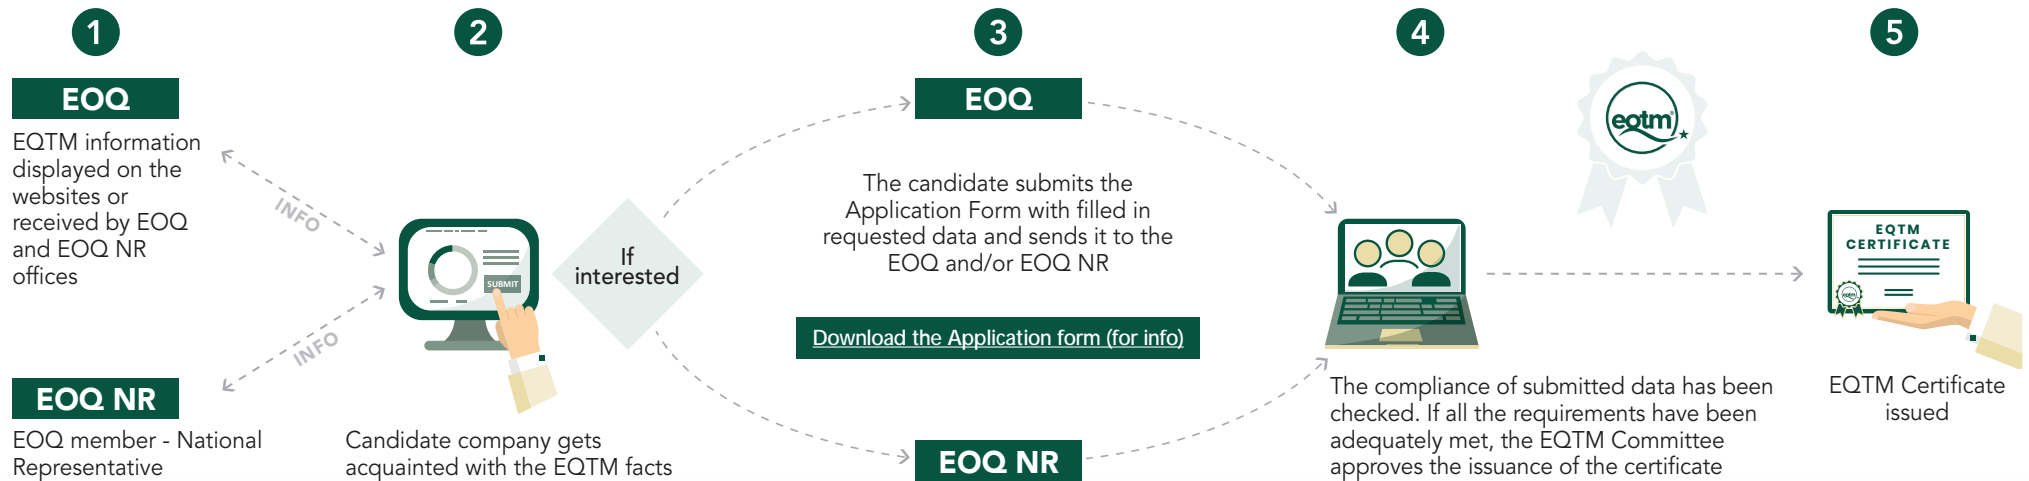 1
EOQ
EQTM information
displayed on the
websites or
received by EOQ
and EOQ NR
offices
INFO
INFO
EOQ NR
EOQ member - National
Representative
2
SUBMIT
Candidate company gets
acquainted with the EQTM facts
If
interested
3
EOQ
The candidate submits the
Application Form with filled in
requested data and sends it to the
EOQ and/or EOQ NR
Download the Application form (for info)
EOQ NR
4
The compliance of submitted data has been
checked. If all the requirements have been
adequately met, the EQTM Committee
approves the issuance of the certificate
eqtm
5
EQTM
CERTIFICATE
eqtm
EQTM Certificate
issued